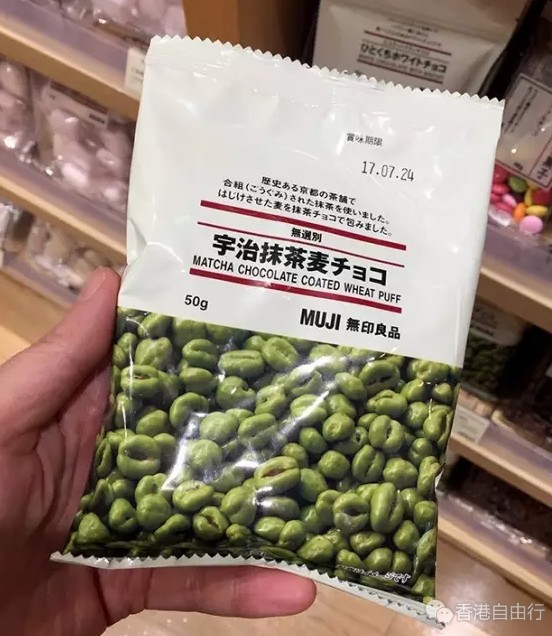 ひとくちホワイトチョコ
賞味期限
17.07.24
歴史ある京都の茶舗で
合組(ごうぐみ)された抹茶を使いました。
はじけさせた麦を抹茶チョコで包みました。
無選別
宇治抹茶麦チョコ
MATCHA CHOCOLATE COATED WHEAT PUFF
50g
MUJI 無印良品
香港自由行